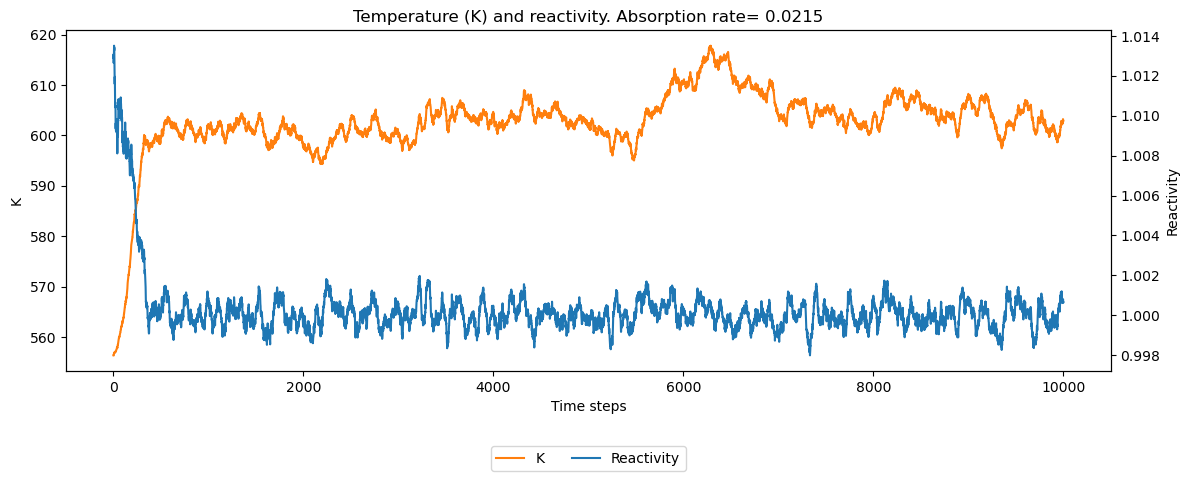 Temperature (K) and reactivity. Absorption rate= 0.0215
620
610
600
590
580
570
560
K
1.014
1.012
1.010
1.008
1.006
1.004
1.002
1.000
0.998
Reactivity
0 2000 4000 6000 8000 10000
Time steps
K Reactivity